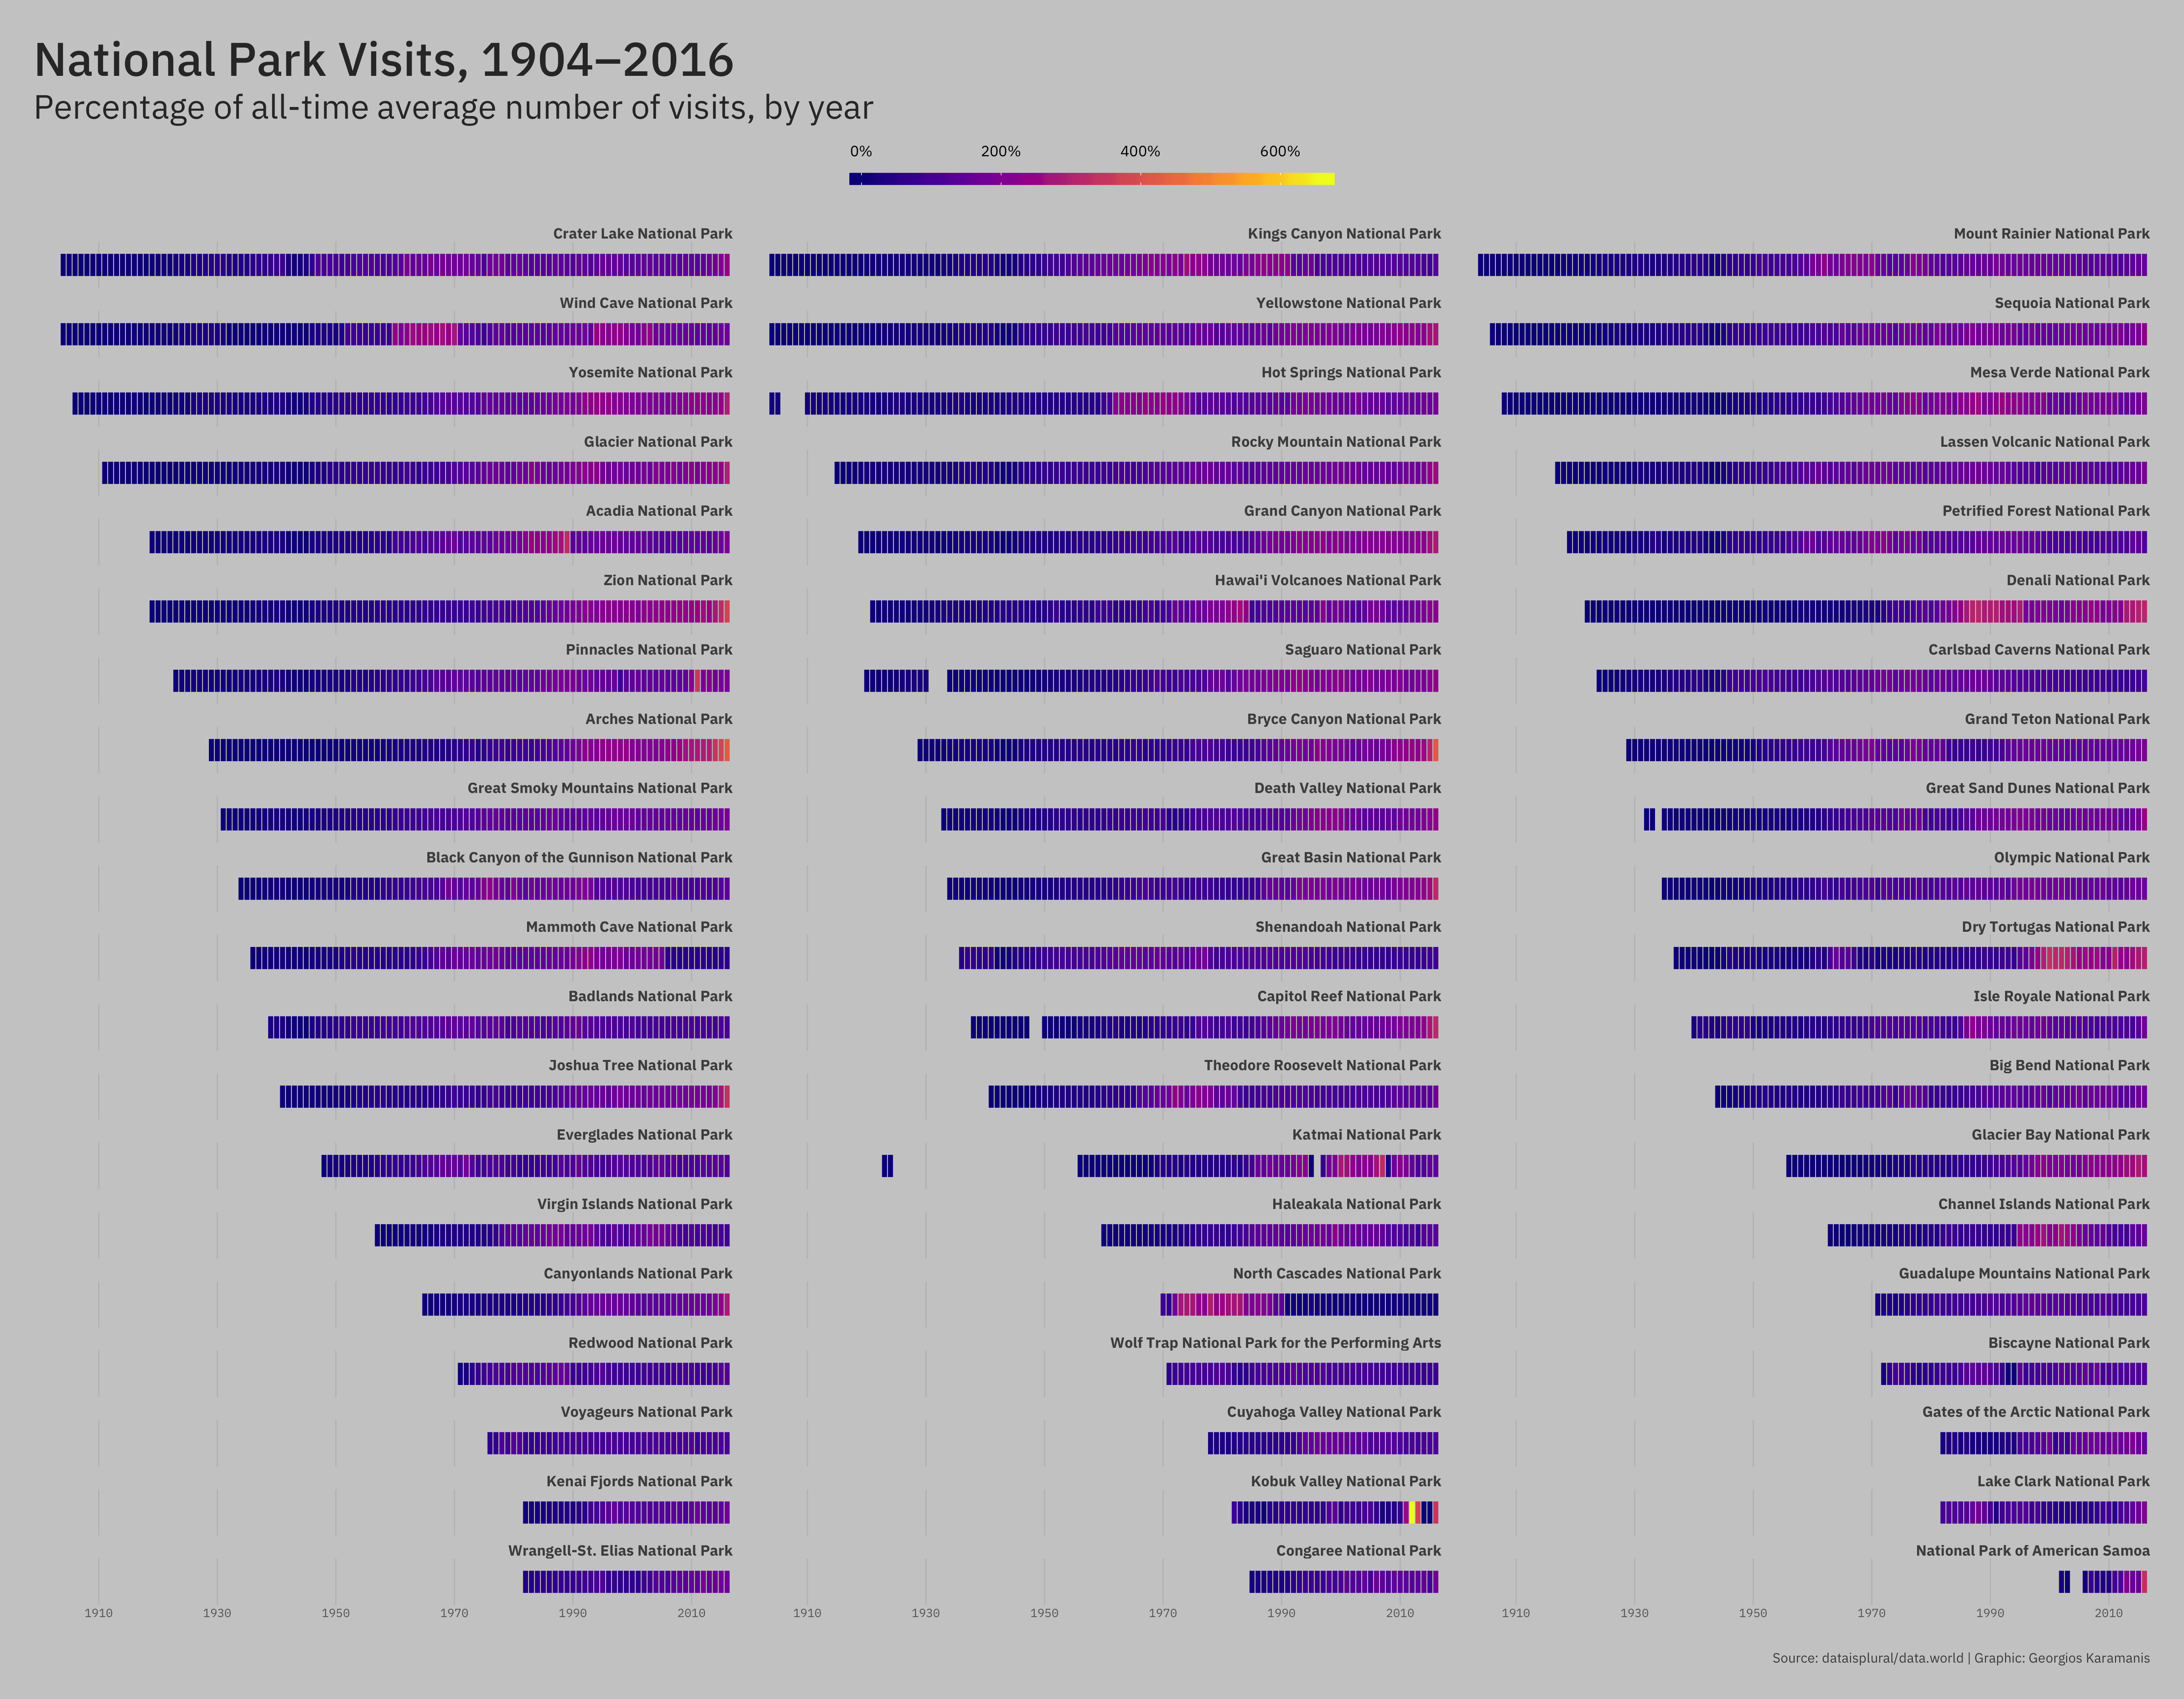 National Park Visits, 1904–2016
Percentage of all-time average number of visits, by year
0% 200% 400% 600%
Crater Lake National Park Kings Canyon National Park Mount Rainier National Park
Wind Cave National Park Yellowstone National Park Sequoia National Park
Yosemite National Park Hot Springs National Park Mesa Verde National Park
Glacier National Park Rocky Mountain National Park Lassen Volcanic National Park
Acadia National Park Grand Canyon National Park Petrified Forest National Park
Zion National Park Hawai'i Volcanoes National Park Denali National Park
Pinnacles National Park Saguaro National Park Carlsbad Caverns National Park
Arches National Park Bryce Canyon National Park Grand Teton National Park
Great Smoky Mountains National Park Death Valley National Park Great Sand Dunes National Park
Black Canyon of the Gunnison National Park Great Basin National Park Olympic National Park
Mammoth Cave National Park Shenandoah National Park Dry Tortugas National Park
Badlands National Park Capitol Reef National Park Isle Royale National Park
Joshua Tree National Park Theodore Roosevelt National Park Big Bend National Park
Everglades National Park Katmai National Park Glacier Bay National Park
Virgin Islands National Park Haleakala National Park Channel Islands National Park
Canyonlands National Park North Cascades National Park Guadalupe Mountains National Park
Redwood National Park Wolf Trap National Park for the Performing Arts Biscayne National Park
Voyageurs National Park Cuyahoga Valley National Park Gates of the Arctic National Park
Kenai Fjords National Park Kobuk Valley National Park Lake Clark National Park
Wrangell-St. Elias National Park Congaree National Park National Park of American Samoa
1910 1930 1950 1970 1990 2010 1910 1930 1950 1970 1990 2010 1910 1930 1950 1970 1990 2010
Source: dataisplural/data.world | Graphic: Georgios Karamanis